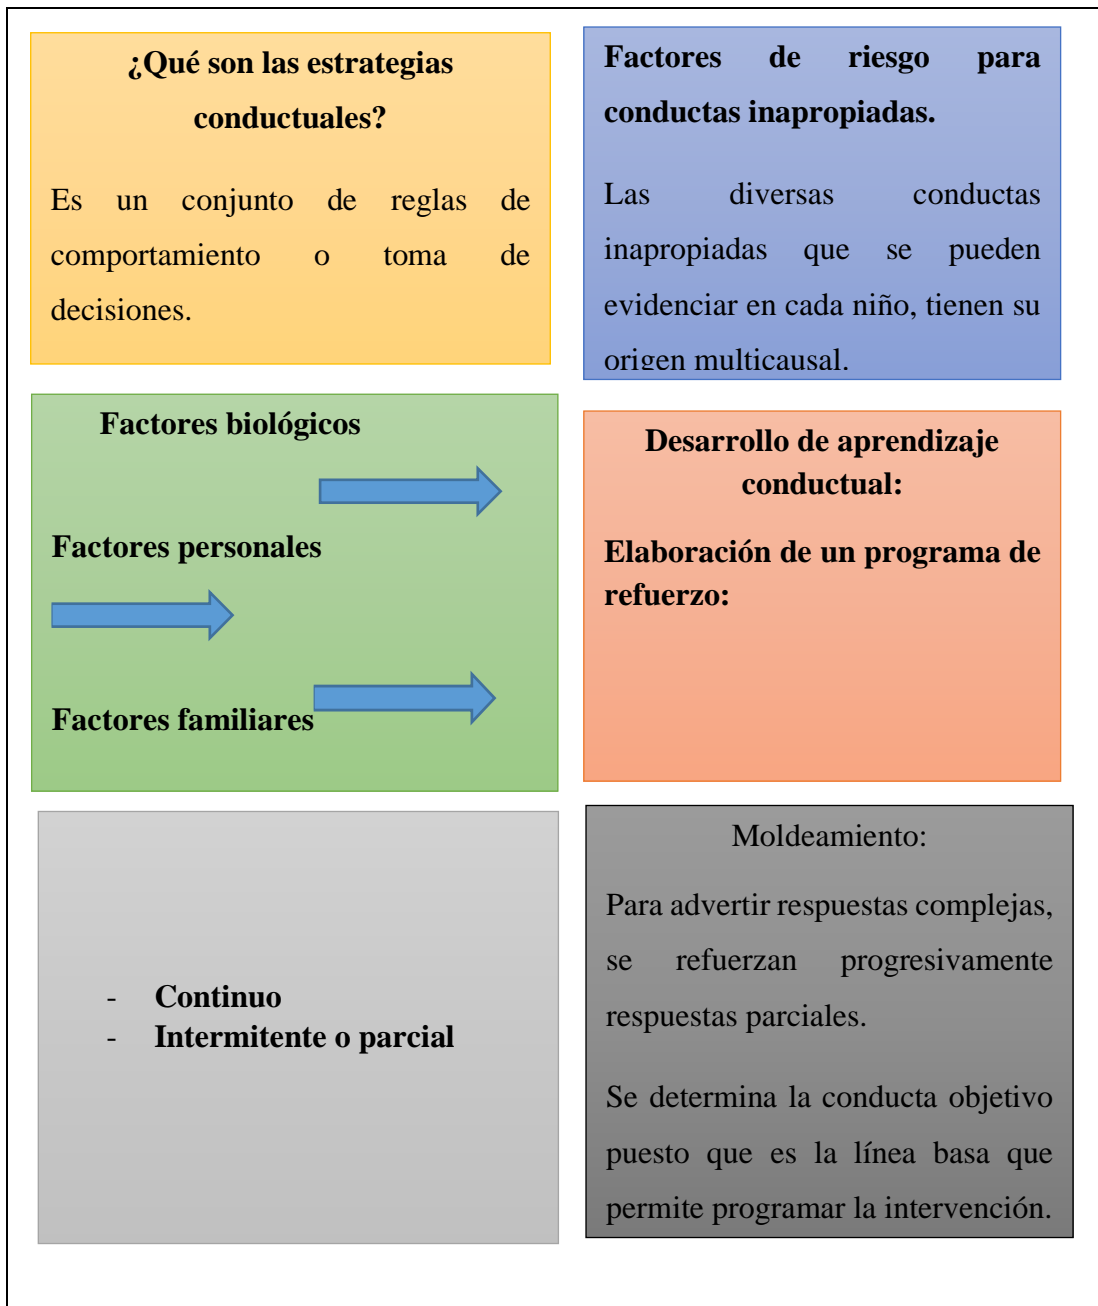 ¿Qué son las estrategias
conductuales?
Es un conjunto de reglas de
comportamiento o toma de
decisiones.
Factores de riesgo para
conductas inapropiadas.
Las diversas conductas
inapropiadas que se pueden
evidenciar en cada niño, tienen su
origen multicausal.
Factores biológicos
Factores personales
Factores familiares
Desarrollo de aprendizaje
conductual:
Elaboración de un programa de
refuerzo:
- Continuo
- Intermitente o parcial
Moldeamiento:
Para advertir respuestas complejas,
se refuerzan progresivamente
respuestas parciales.
Se determina la conducta objetivo
puesto que es la línea basa que
permite programar la intervención.